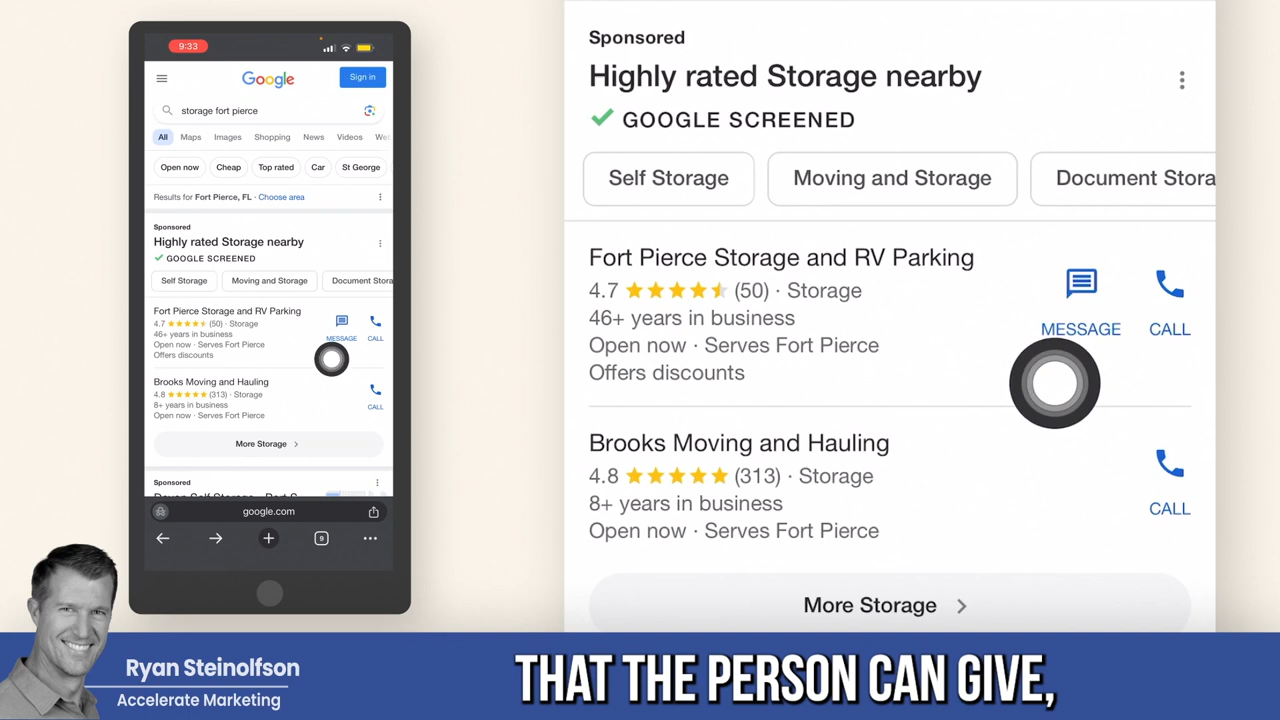 9:33
Google
Sign in
storage fort pierce
All Maps Images Shopping News Videos
Open now Cheap Top rated Car St George
Results for Fort Pierce, FL · Choose area
Sponsored
Highly rated Storage nearby
GOOGLE SCREENED
Self Storage Moving and Storage Document Stora
Fort Pierce Storage and RV Parking
4.7 (50) · Storage
46+ years in business
Open now · Serves Fort Pierce
Offers discounts
MESSAGE CALL
Brooks Moving and Hauling
4.8 (313) · Storage
8+ years in business
Open now · Serves Fort Pierce
CALL
More Storage
Sponsored
google.com
9
Sponsored
Highly rated Storage nearby
GOOGLE SCREENED
Self Storage Moving and Storage Document Stora
Fort Pierce Storage and RV Parking
4.7 (50) · Storage
46+ years in business
Open now · Serves Fort Pierce
Offers discounts
MESSAGE CALL
Brooks Moving and Hauling
4.8 (313) · Storage
8+ years in business
Open now · Serves Fort Pierce
CALL
More Storage
Ryan Steinolfson
Accelerate Marketing
THAT THE PERSON CAN GIVE,